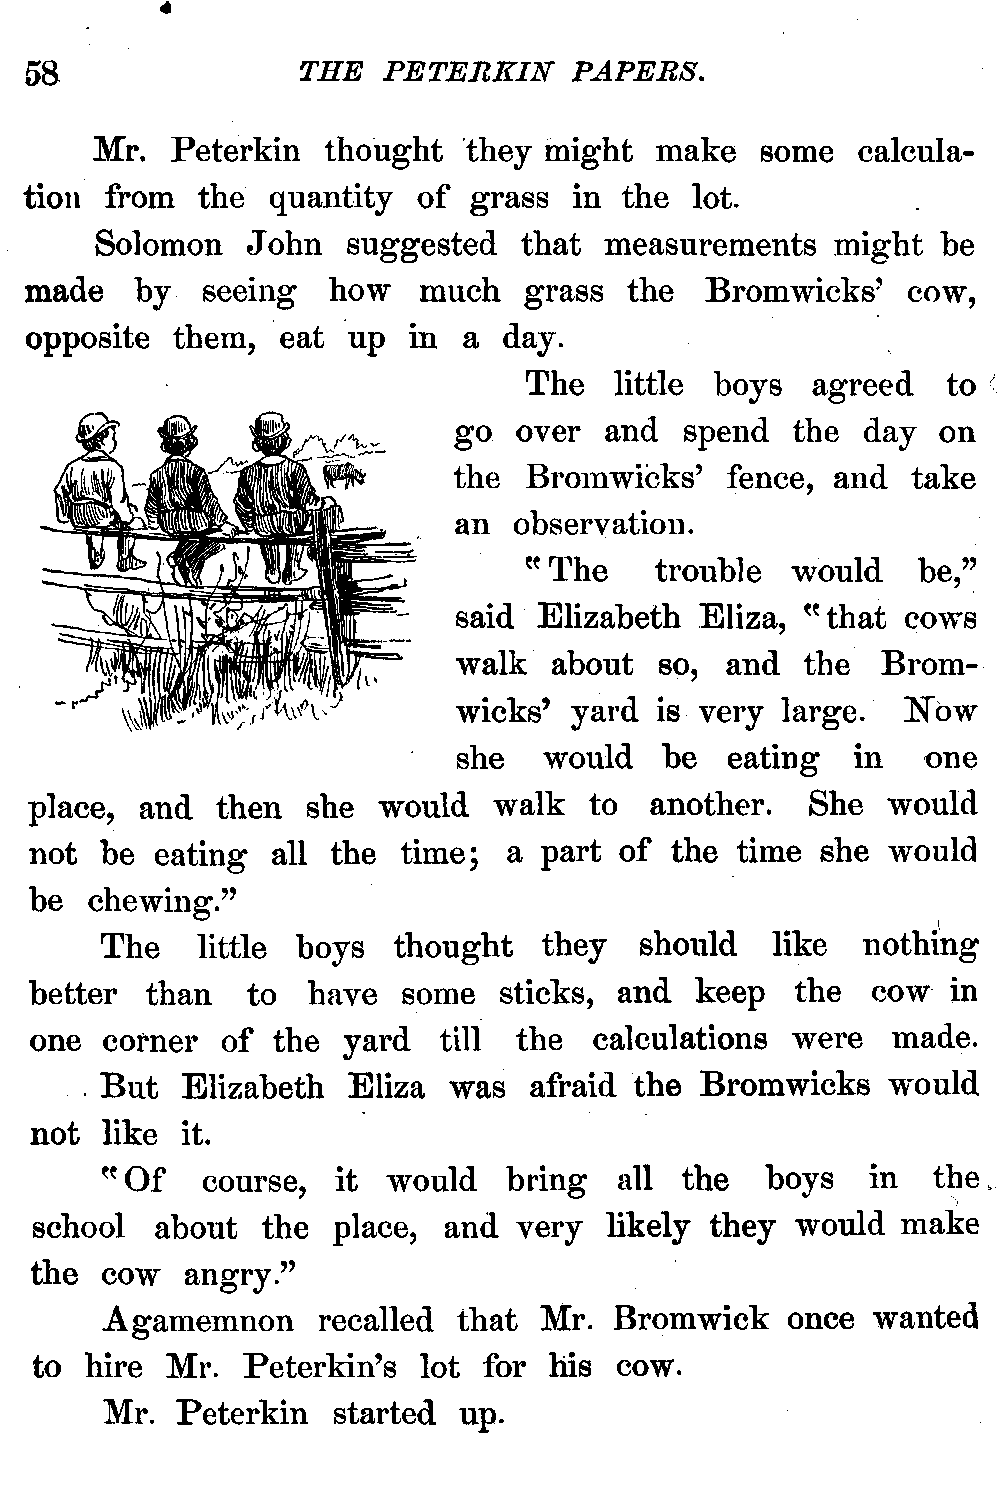 58 THE PETERKIN PAPERS.
Mr. Peterkin thought they might make some calcula-
tion from the quantity of grass in the lot.
Solomon John suggested that measurements might be
made by seeing how much grass the Bromwicks’ cow,
opposite them, eat up in a day.
The little boys agreed to
go over and spend the day on
the Bromwicks’ fence, and take
an observation.
“The trouble would be,”
said Elizabeth Eliza, “that cows
walk about so, and the Brom-
wicks’ yard is very large. Now
she would be eating in one
place, and then she would walk to another. She would
not be eating all the time; a part of the time she would
be chewing.”
The little boys thought they should like nothing
better than to have some sticks, and keep the cow in
one corner of the yard till the calculations were made.
But Elizabeth Eliza was afraid the Bromwicks would
not like it.
“Of course, it would bring all the boys in the
school about the place, and very likely they would make
the cow angry.”
Agamemnon recalled that Mr. Bromwick once wanted
to hire Mr. Peterkin’s lot for his cow.
Mr. Peterkin started up.